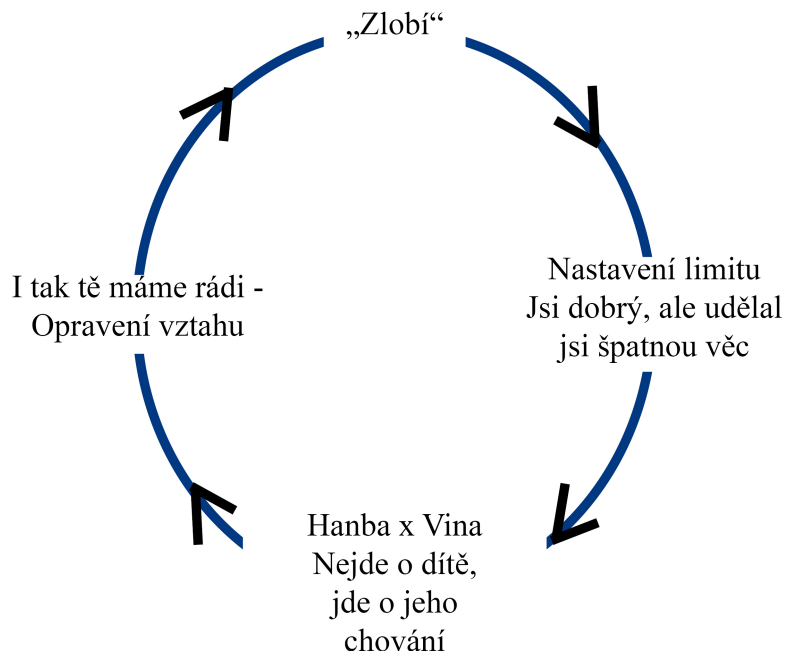 „Zlobí“
Nastavení limitu
Jsi dobrý, ale udělal
jsi špatnou věc
Hanba x Vina
Nejde o dítě,
jde o jeho
chování
I tak tě máme rádi -
Opravení vztahu